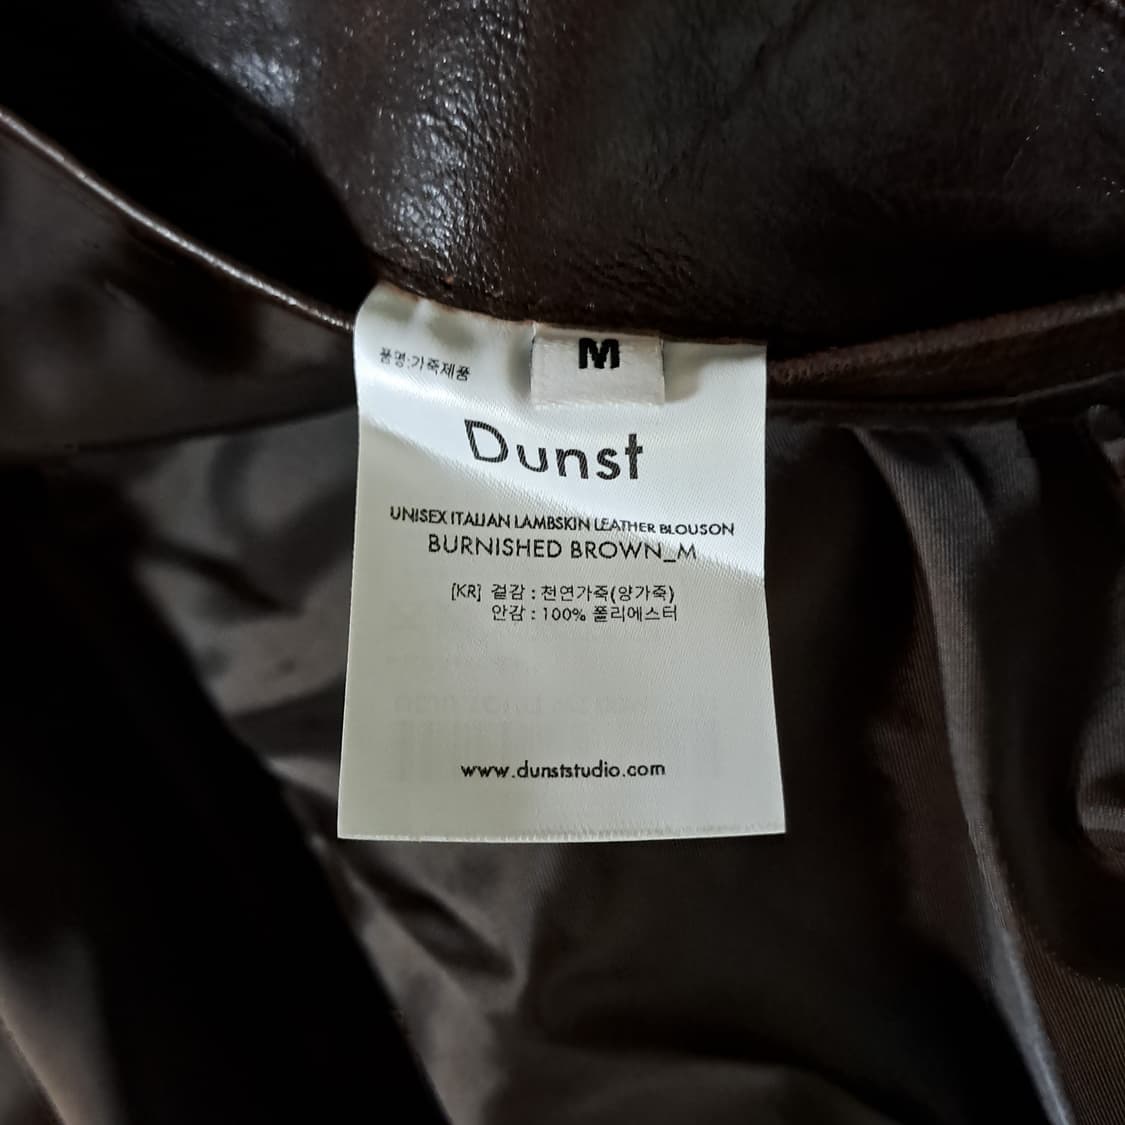 M
품명:가죽제품
Dunst
UNISEX ITALIAN LAMBSKIN LEATHER BLOUSON
BURNISHED BROWN_M
[KR] 겉감 : 천연가죽(양가죽)
안감 : 100% 폴리에스터
www.dunststudio.com